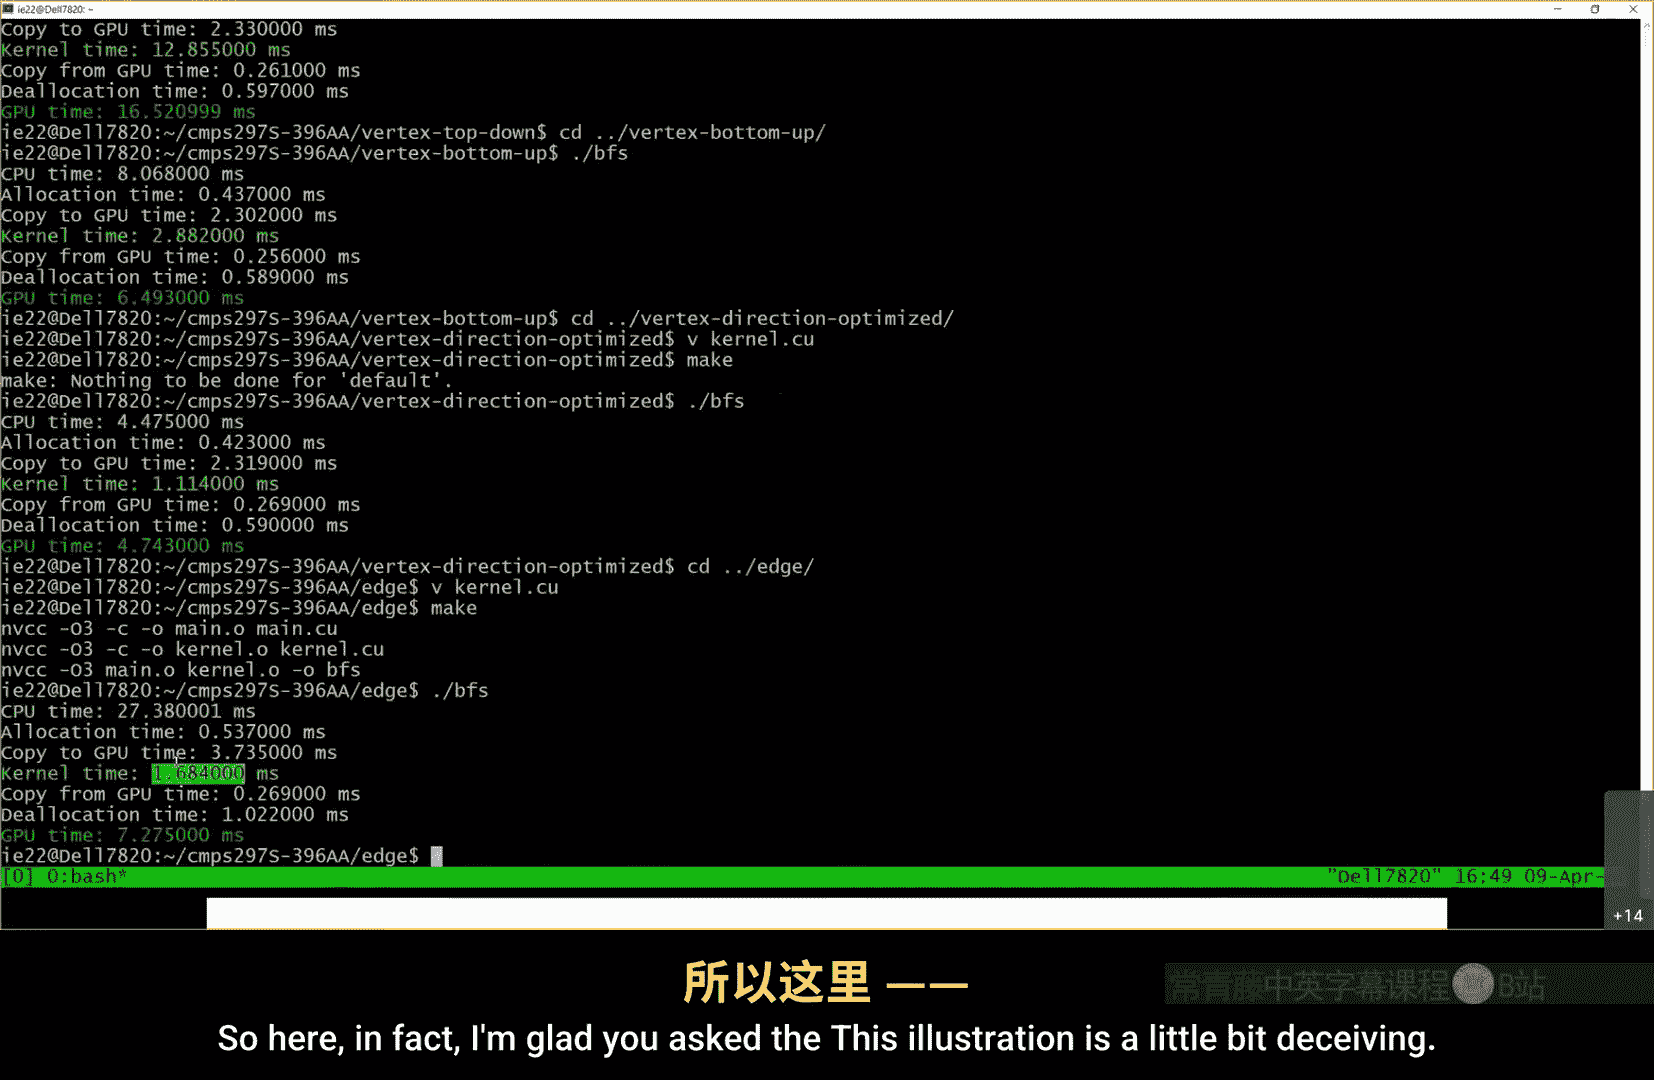 ie22@Dell7820: ~
Copy to GPU time: 2.330000 ms
Kernel time: 12.855000 ms
Copy from GPU time: 0.261000 ms
Deallocation time: 0.597000 ms
GPU time: 16.520999 ms
ie22@Dell7820:~/cmps297S-396AA/vertex-top-down$ cd ../vertex-bottom-up/
ie22@Dell7820:~/cmps297S-396AA/vertex-bottom-up$ ./bfs
CPU time: 8.068000 ms
Allocation time: 0.437000 ms
Copy to GPU time: 2.302000 ms
Kernel time: 2.882000 ms
Copy from GPU time: 0.256000 ms
Deallocation time: 0.589000 ms
GPU time: 6.493000 ms
ie22@Dell7820:~/cmps297S-396AA/vertex-bottom-up$ cd ../vertex-direction-optimized/
ie22@Dell7820:~/cmps297S-396AA/vertex-direction-optimized$ v kernel.cu
ie22@Dell7820:~/cmps297S-396AA/vertex-direction-optimized$ make
make: Nothing to be done for 'default'.
ie22@Dell7820:~/cmps297S-396AA/vertex-direction-optimized$ ./bfs
CPU time: 4.475000 ms
Allocation time: 0.423000 ms
Copy to GPU time: 2.319000 ms
Kernel time: 1.114000 ms
Copy from GPU time: 0.269000 ms
Deallocation time: 0.590000 ms
GPU time: 4.743000 ms
ie22@Dell7820:~/cmps297S-396AA/vertex-direction-optimized$ cd ../edge/
ie22@Dell7820:~/cmps297S-396AA/edge$ v kernel.cu
ie22@Dell7820:~/cmps297S-396AA/edge$ make
nvcc -O3 -c -o main.o main.cu
nvcc -O3 -c -o kernel.o kernel.cu
nvcc -O3 main.o kernel.o -o bfs
ie22@Dell7820:~/cmps297S-396AA/edge$ ./bfs
CPU time: 27.380001 ms
Allocation time: 0.537000 ms
Copy to GPU time: 3.735000 ms
Kernel time: 1.684000 ms
Copy from GPU time: 0.269000 ms
Deallocation time: 1.022000 ms
GPU time: 7.275000 ms
ie22@Dell7820:~/cmps297S-396AA/edge$
[0] 0:bash* "Dell7820" 16:49 09-Apr-
+14
所以这里 ——
常青藤中英字幕课程 B站
So here, in fact, I'm glad you asked the This illustration is a little bit deceiving.